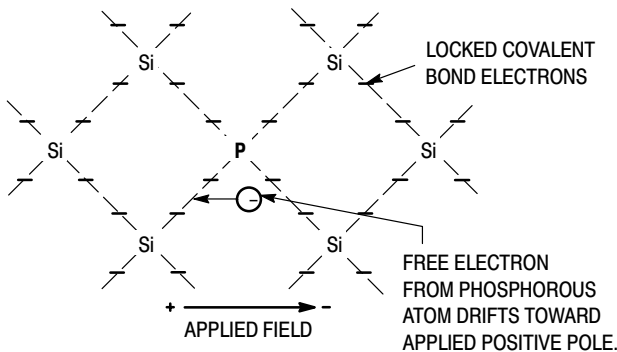 Si
Si
LOCKED COVALENT
BOND ELECTRONS
Si
P
Si
Si
Si
FREE ELECTRON
FROM PHOSPHOROUS
ATOM DRIFTS TOWARD
APPLIED POSITIVE POLE.
+ -
APPLIED FIELD